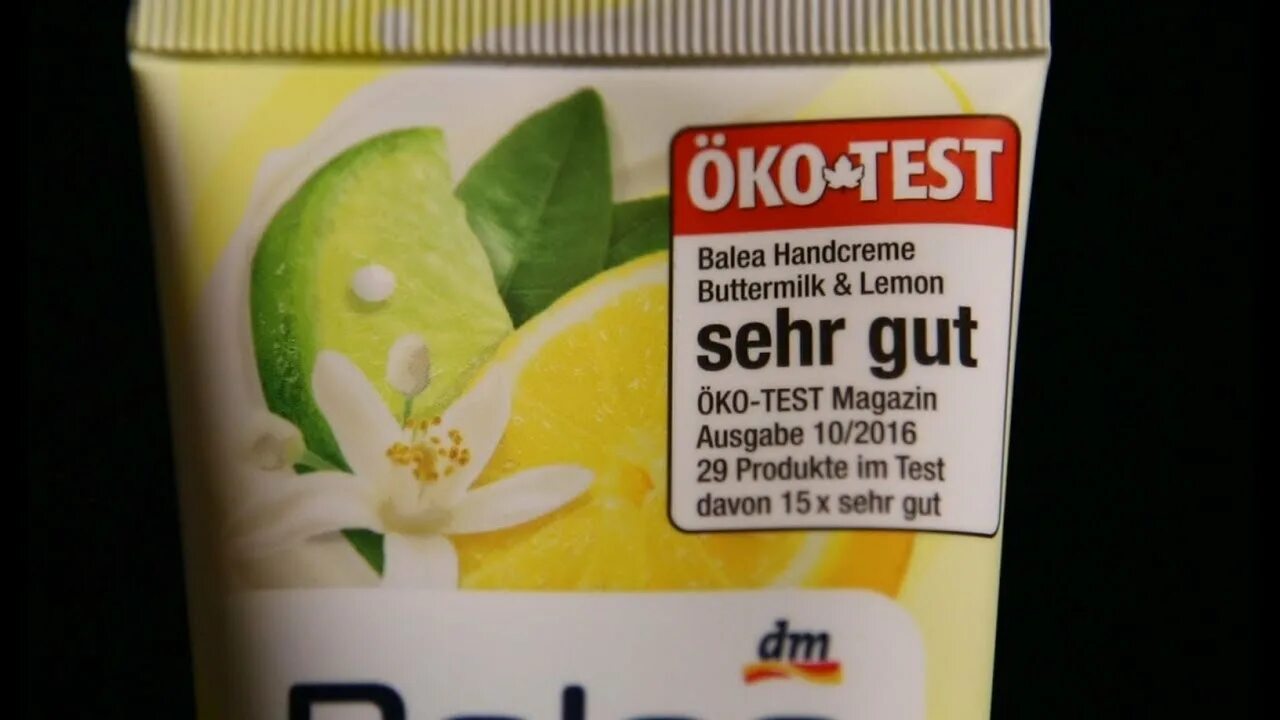 ÖKO TEST
Balea Handcreme
Buttermilk & Lemon
sehr gut
ÖKO-TEST Magazin
Ausgabe 10/2016
29 Produkte im Test
davon 15 x sehr gut
dm
Balea